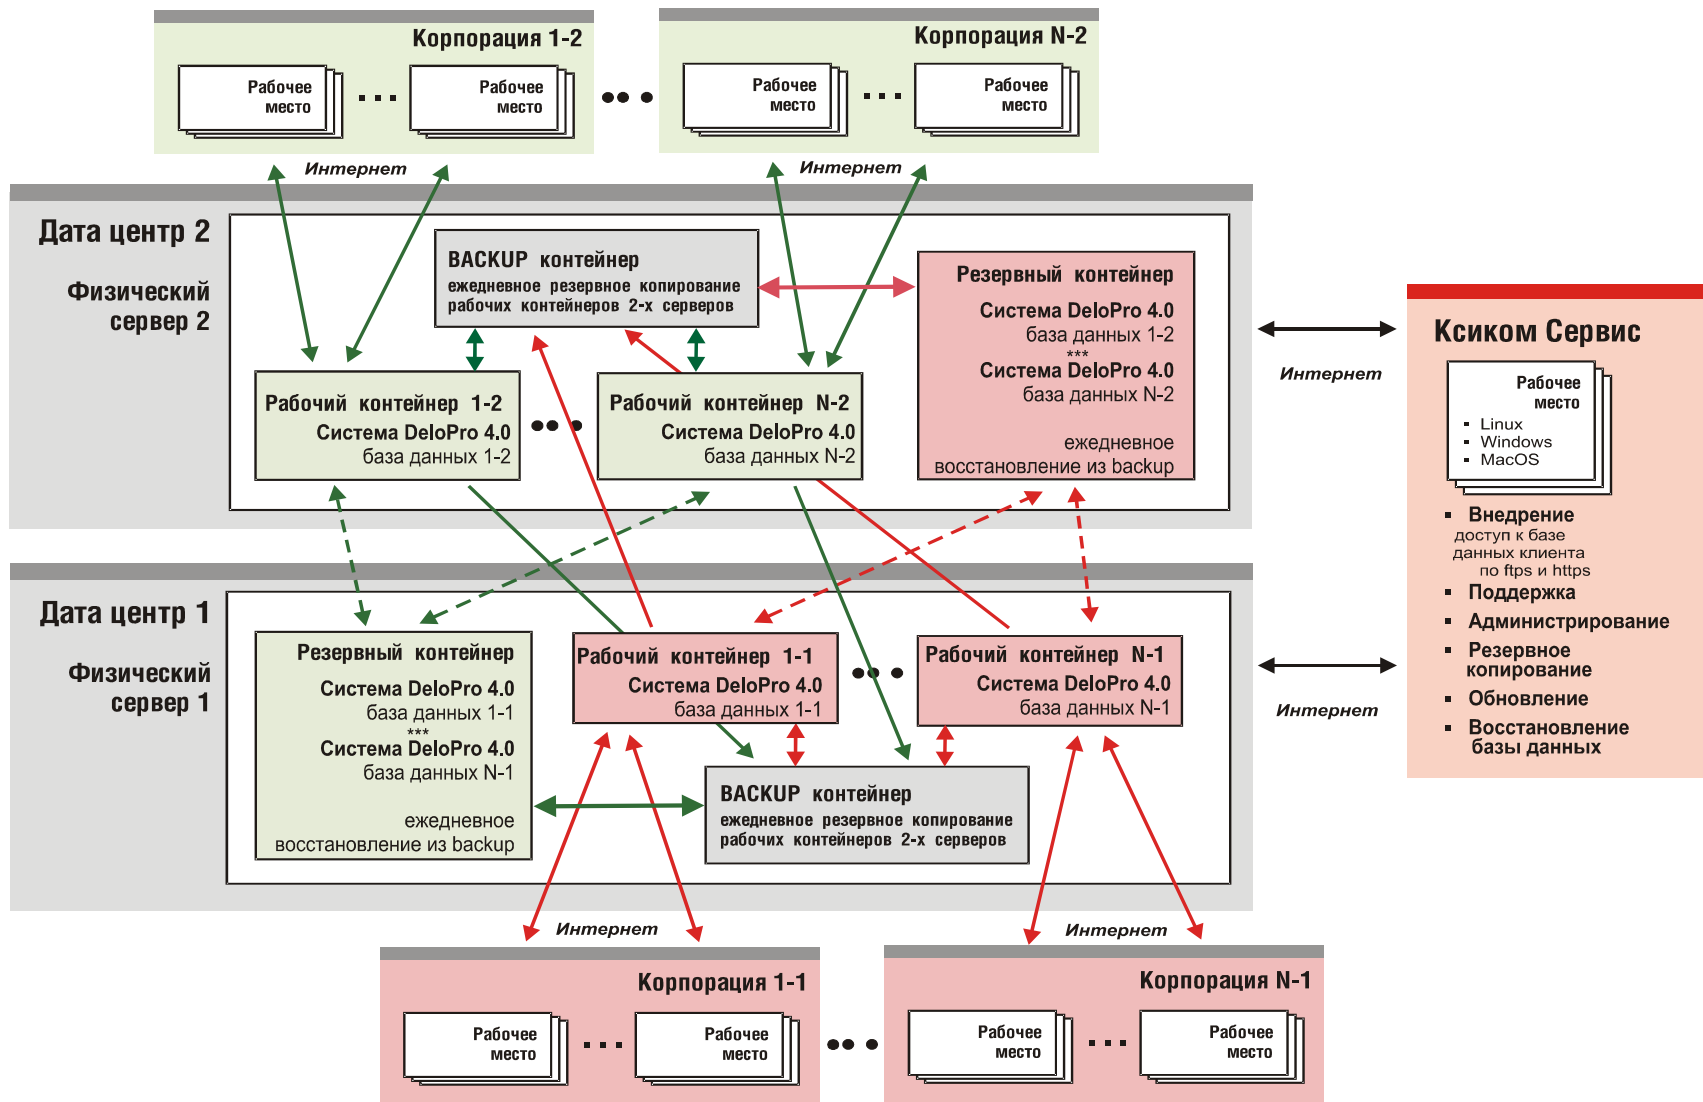 Корпорация 1-2
Рабочее
место
Рабочее
место
Корпорация N-2
Рабочее
место
Рабочее
место
Интернет
Интернет
Дата центр 2
Физический
сервер 2
BACKUP контейнер
ежедневное резервное копирование
рабочих контейнеров 2-х серверов
Резервный контейнер
Система DeloPro 4.0
база данных 1-2
***
Система DeloPro 4.0
база данных N-2
ежедневное
восстановление из backup
Рабочий контейнер 1-2
Система DeloPro 4.0
база данных 1-2
Рабочий контейнер N-2
Система DeloPro 4.0
база данных N-2
Интернет
Ксиком Сервис
Рабочее
место
▪ Linux
▪ Windows
▪ MacOS
▪ Внедрение
доступ к базе
данных клиента
по ftps и https
▪ Поддержка
▪ Администрирование
▪ Резервное
копирование
▪ Обновление
▪ Восстановление
базы данных
Дата центр 1
Физический
сервер 1
Резервный контейнер
Система DeloPro 4.0
база данных 1-1
***
Система DeloPro 4.0
база данных N-1
ежедневное
восстановление из backup
Рабочий контейнер 1-1
Система DeloPro 4.0
база данных 1-1
Рабочий контейнер N-1
Система DeloPro 4.0
база данных N-1
BACKUP контейнер
ежедневное резервное копирование
рабочих контейнеров 2-х серверов
Интернет
Интернет
Интернет
Корпорация 1-1
Рабочее
место
Рабочее
место
Корпорация N-1
Рабочее
место
Рабочее
место